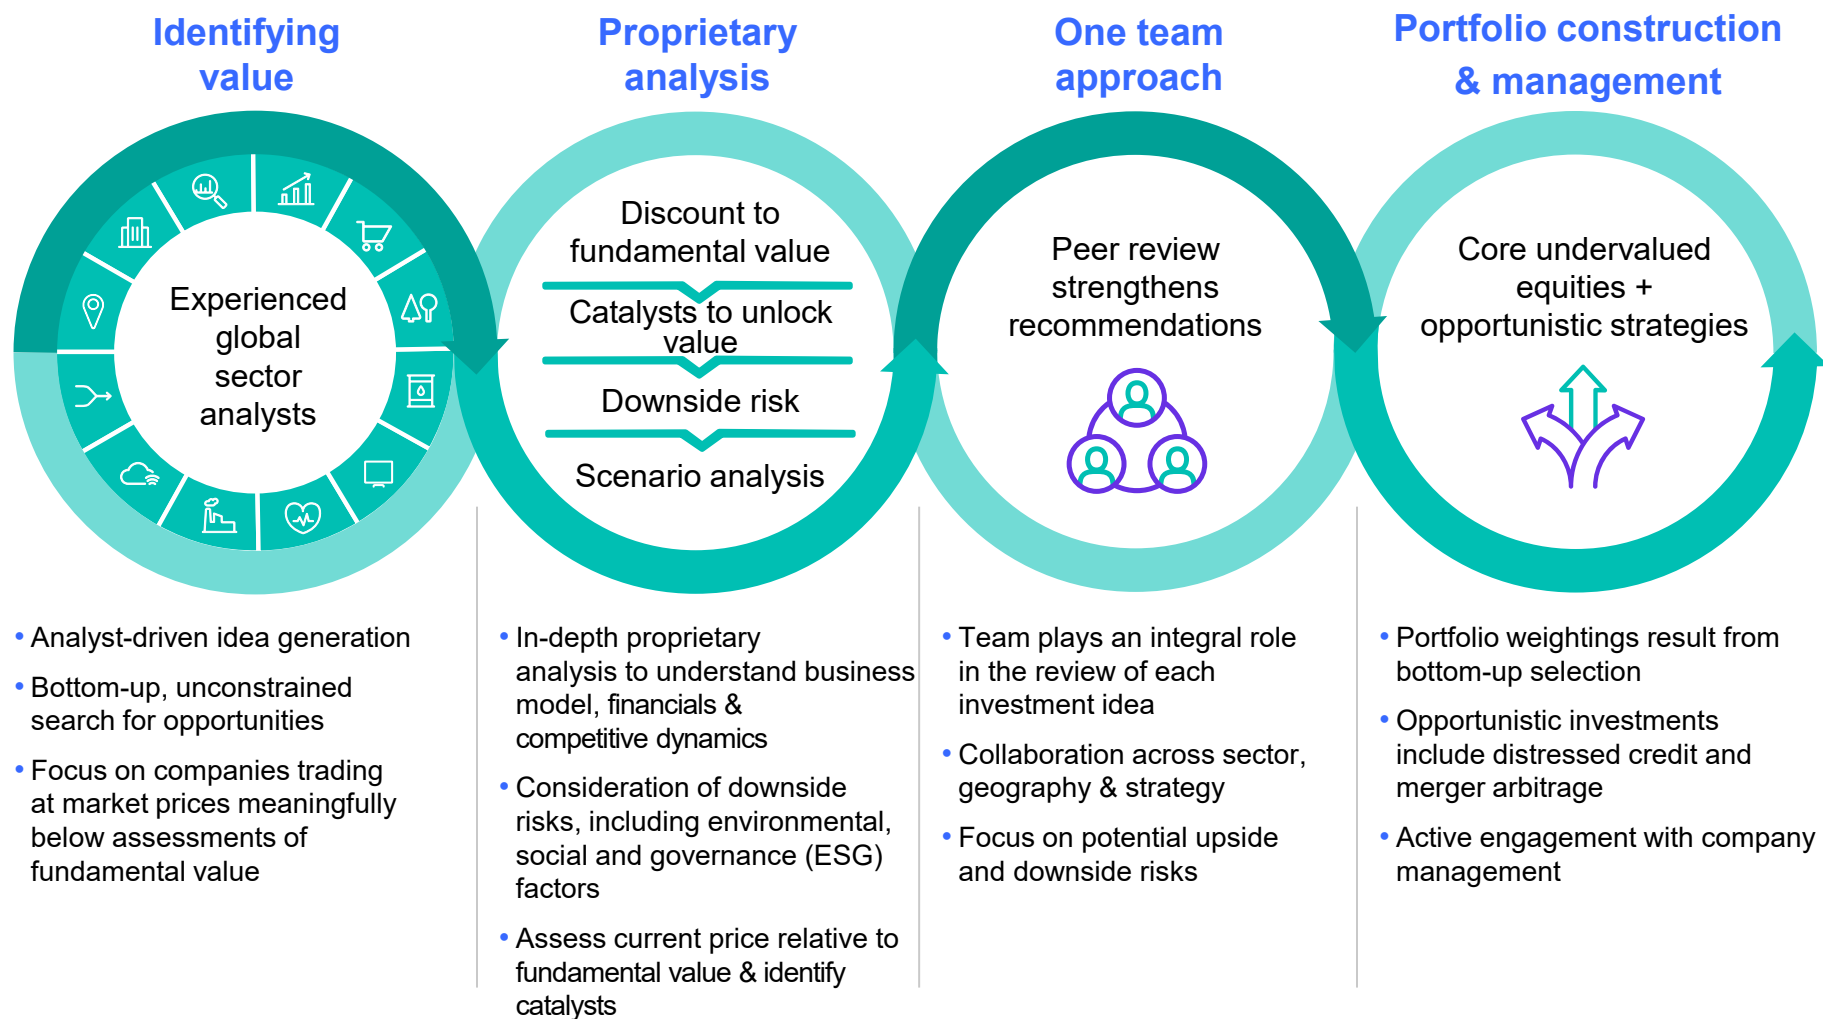 Identifying
value
Proprietary
analysis
One team
approach
Portfolio construction
& management
Experienced
global
sector
analysts
Discount to
fundamental value
Catalysts to unlock
value
Downside risk
Scenario analysis
Peer review
strengthens
recommendations
Core undervalued
equities +
opportunistic strategies
• Analyst-driven idea generation
• Bottom-up, unconstrained
search for opportunities
• Focus on companies trading
at market prices meaningfully
below assessments of
fundamental value
• In-depth proprietary
analysis to understand business
model, financials &
competitive dynamics
• Consideration of downside
risks, including environmental,
social and governance (ESG)
factors
• Assess current price relative to
fundamental value & identify
catalysts
• Team plays an integral role
in the review of each
investment idea
• Collaboration across sector,
geography & strategy
• Focus on potential upside
and downside risks
• Portfolio weightings result from
bottom-up selection
• Opportunistic investments
include distressed credit and
merger arbitrage
• Active engagement with company
management